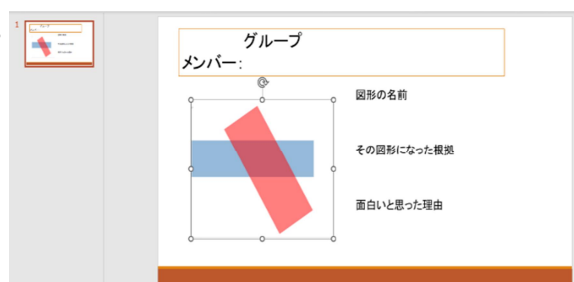 1
グループ
メンバー：
図形の名前
その図形になった根拠
面白いと思った理由